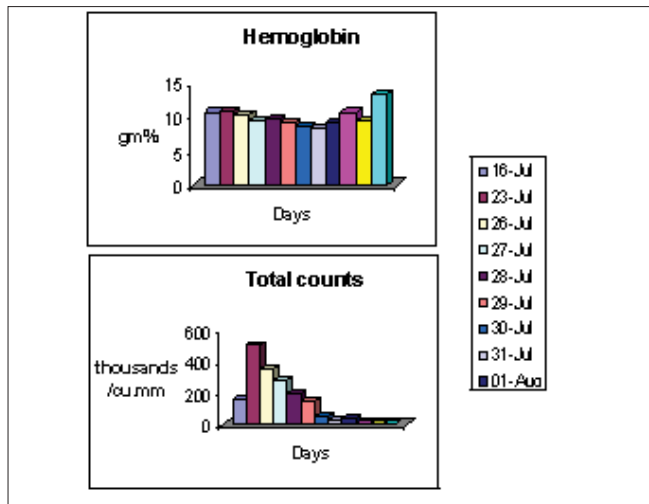 Hemoglobin
15
10
gm%
5
0
Days
Total counts
600
400
thousands
/cu.mm
200
0
Days
16-Jul
23-Jul
26-Jul
27-Jul
28-Jul
29-Jul
30-Jul
31-Jul
01-Aug